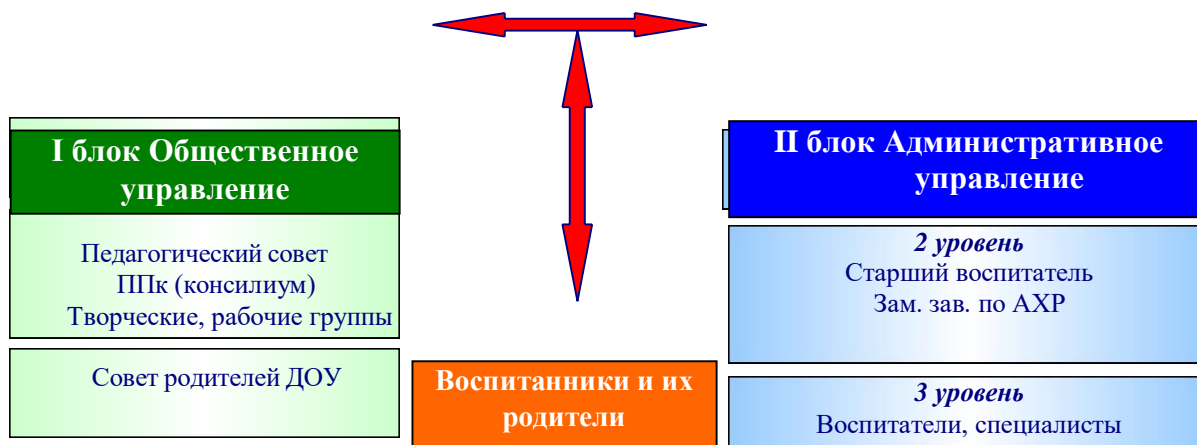 I блок Общественное
управление
Педагогический совет
ППк (консилиум)
Творческие, рабочие группы
Совет родителей ДОУ
Воспитанники и их
родители
II блок Административное
управление
2 уровень
Старший воспитатель
Зам. зав. по АХР
3 уровень
Воспитатели, специалисты